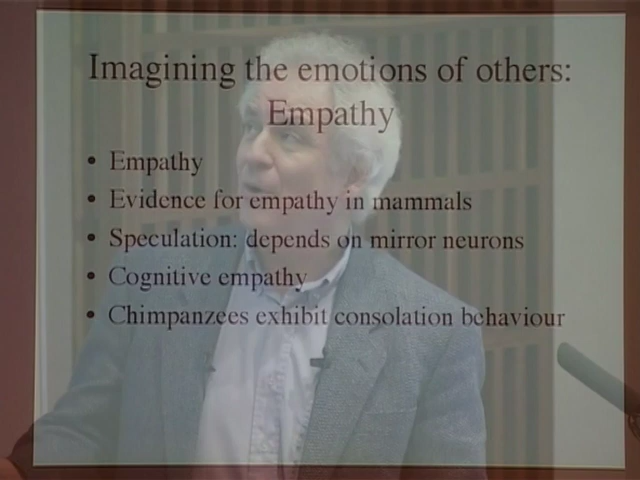 Imagining the emotions of others:
Empathy
• Empathy
• Evidence for empathy in mammals
• Speculation: depends on mirror neurons
• Cognitive empathy
• Chimpanzees exhibit consolation behaviour